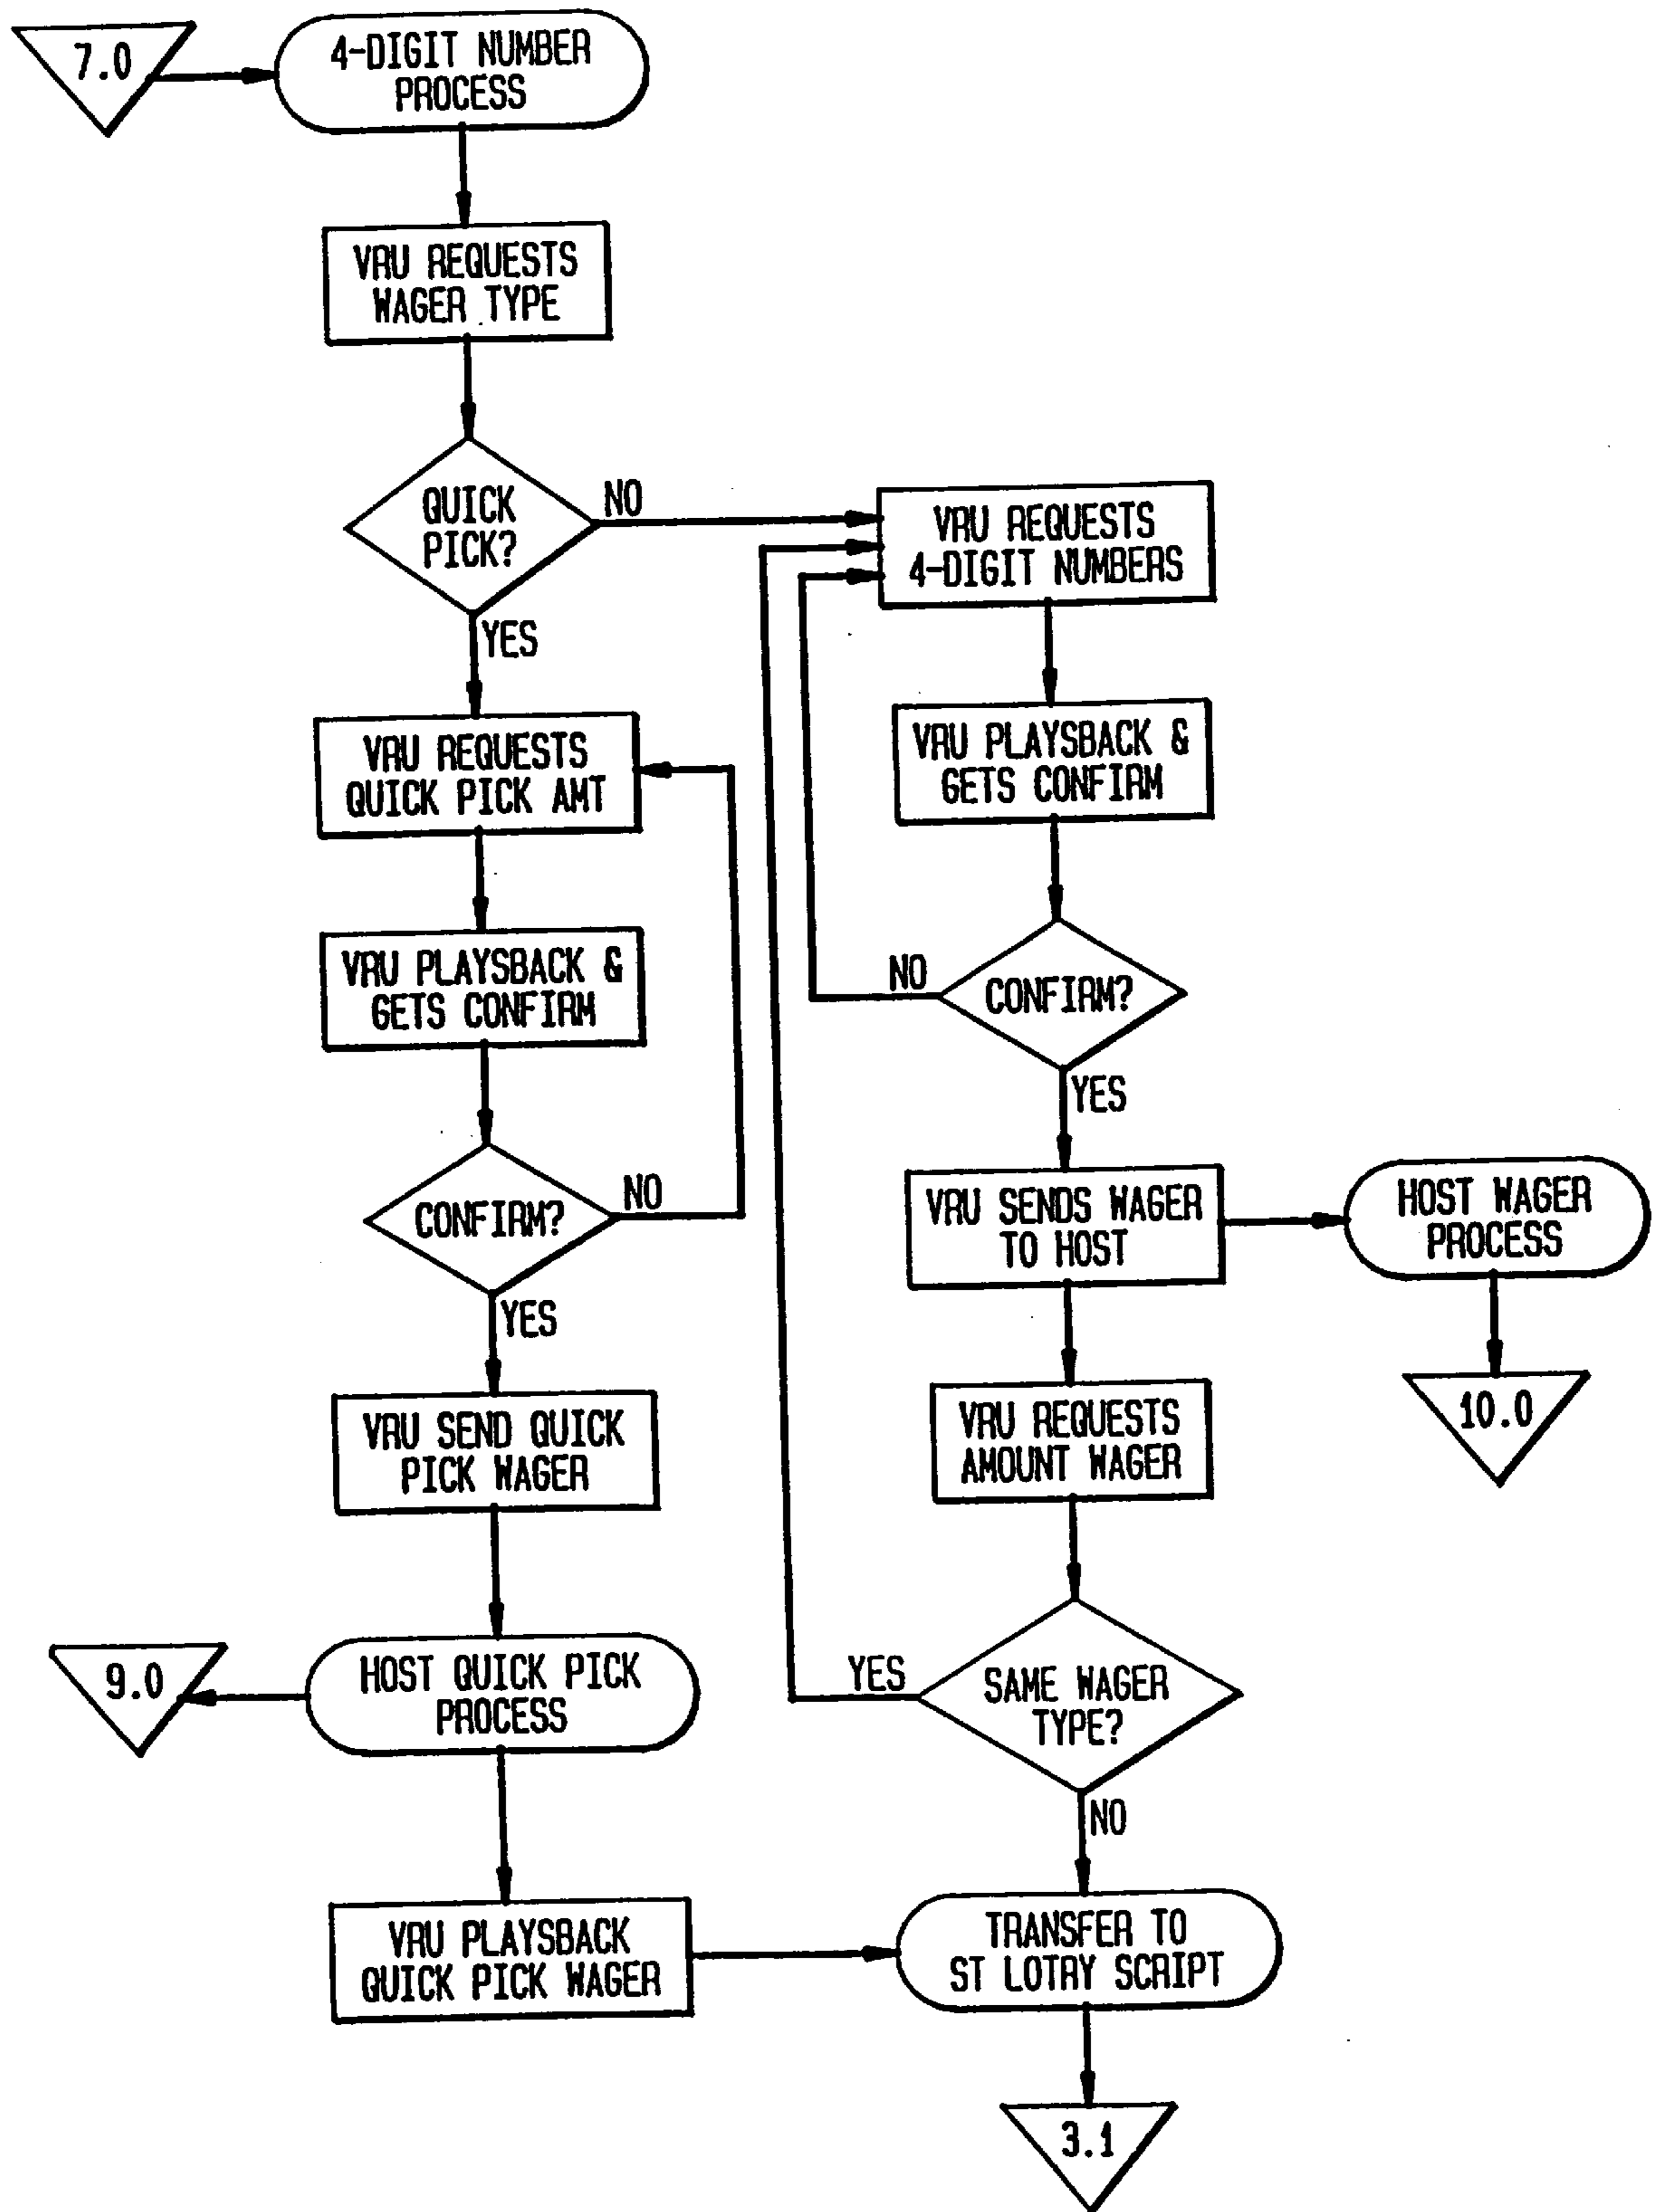 7.0
4-DIGIT NUMBER
PROCESS
VRU REQUESTS
WAGER TYPE
QUICK
PICK?
NO
YES
VRU REQUESTS
4-DIGIT NUMBERS
VRU REQUESTS
QUICK PICK AMT
VRU PLAYSBACK &
GETS CONFIRM
VRU PLAYSBACK &
GETS CONFIRM
CONFIRM?
NO
YES
CONFIRM?
NO
YES
VRU SENDS WAGER
TO HOST
HOST WAGER
PROCESS
10.0
VRU REQUESTS
AMOUNT WAGER
VRU SEND QUICK
PICK WAGER
9.0
HOST QUICK PICK
PROCESS
SAME WAGER
TYPE?
YES
NO
VRU PLAYSBACK
QUICK PICK WAGER
TRANSFER TO
ST LOTRY SCRIPT
3.1